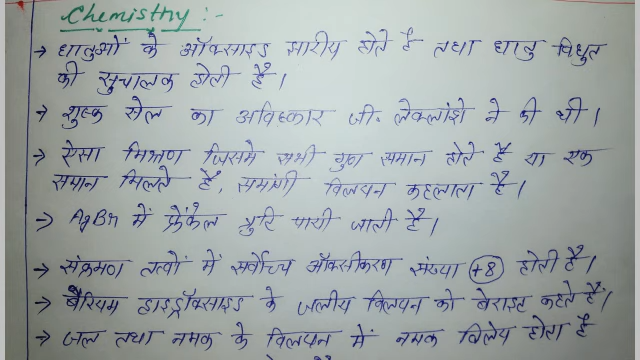 Chemistry :-
→ धातुओं के ऑक्साइड क्षारीय होते है तथा धातु विधुत
की सुचालक होती है।
→ शुष्क सेल का अविष्कार जी. लेक्लांशे ने की थी।
→ ऐसा मिश्रण जिसमे सभी गुण समान होते है या एक
समान मिलते है, समांगी विलयन कहलाता है।
→ AgBr में फ्रेंकेल त्रुटि पायी जाती है।
→ संक्रमण तत्वों में सर्वोच्च ऑक्सीकरण संख्या +8 होती है।
→ बैरियम हाइड्रॉक्साइड के जलीय विलयन को बेराइट कहते है।
→ जल तथा नमक के विलयन में नमक विलेय होता है